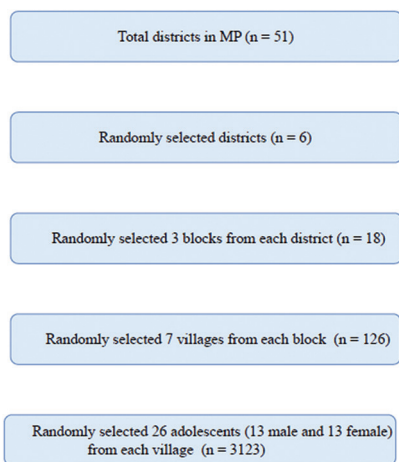 Total districts in MP (n = 51)
Randomly selected districts (n = 6)
Randomly selected 3 blocks from each district (n = 18)
Randomly selected 7 villages from each block (n = 126)
Randomly selected 26 adolescents (13 male and 13 female)
from each village (n = 3123)